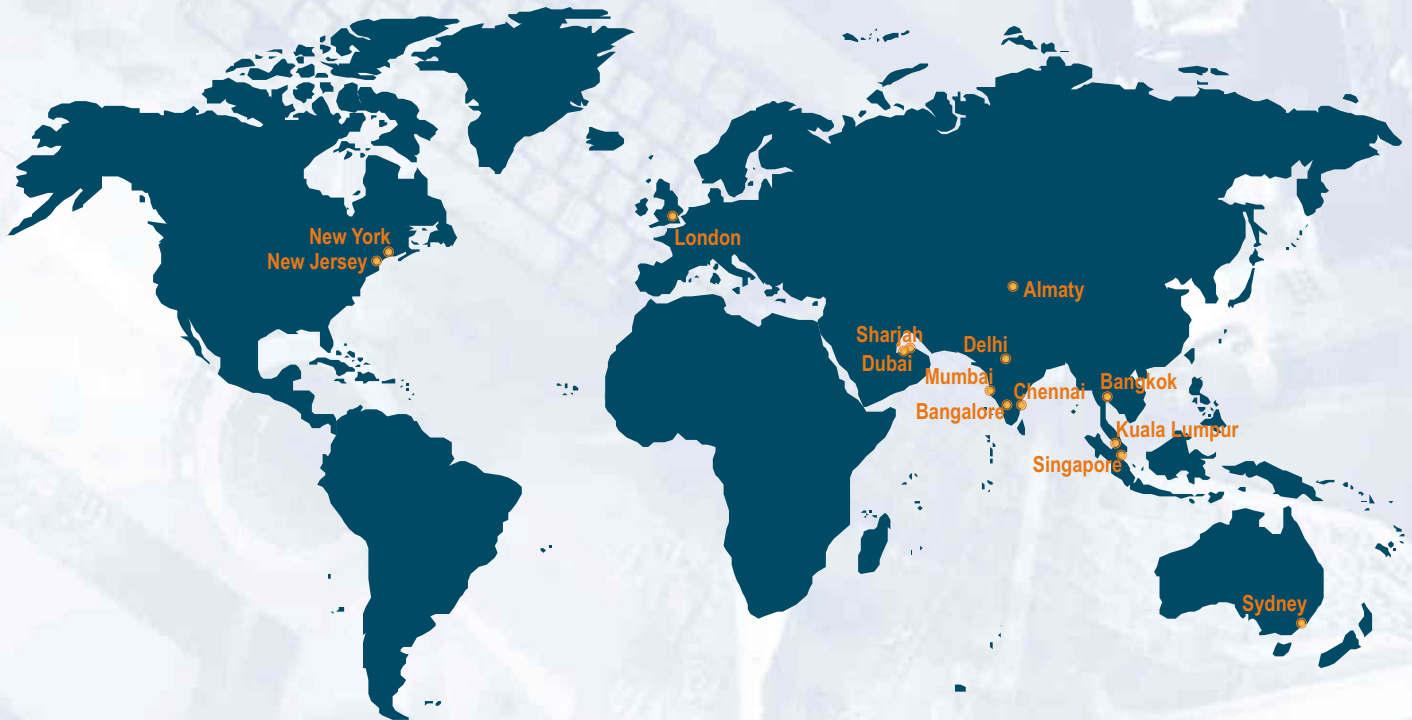 New York
New Jersey
London
Almaty
Sharjah
Dubai
Delhi
Mumbai
Chennai
Bangalore
Bangkok
Kuala Lumpur
Singapore
Sydney